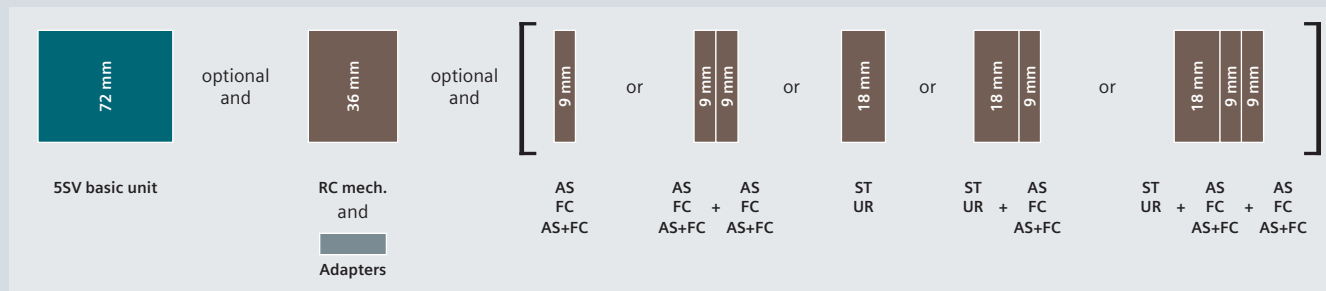 72 mm
optional
and
36 mm
optional
and
9 mm
or
9 mm 9 mm
or
18 mm
or
18 mm 9 mm
or
18 mm 9 mm 9 mm
5SV basic unit
RC mech.
and
Adapters
AS
FC
AS+FC
AS AS
FC + FC
AS+FC AS+FC
ST
UR
ST AS
UR + FC
AS+FC
ST AS AS
UR + FC + FC
AS+FC AS+FC